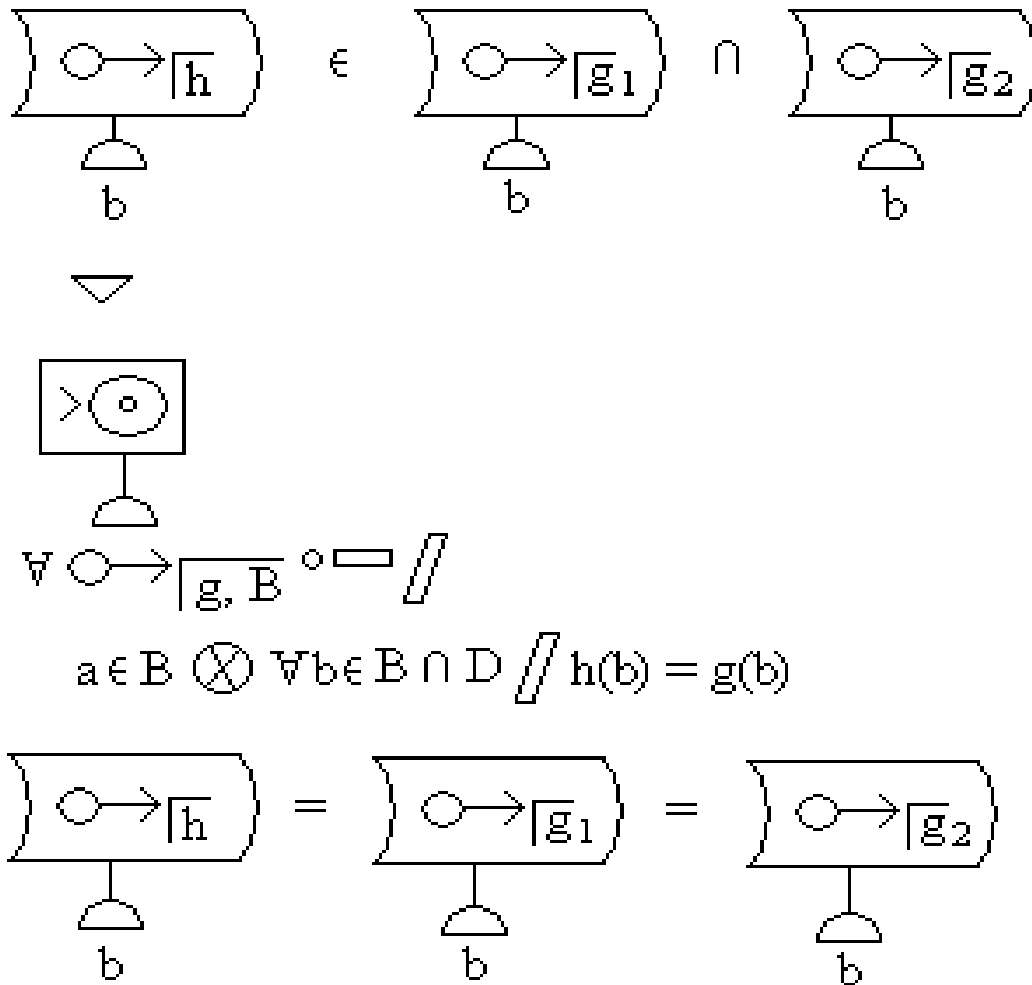 h ∈ g1 ∩ g2
b b b
∀ g, B
a ∈ B ⊗ ∀b∈B ∩ D // h(b) = g(b)
h = g1 = g2
b b b